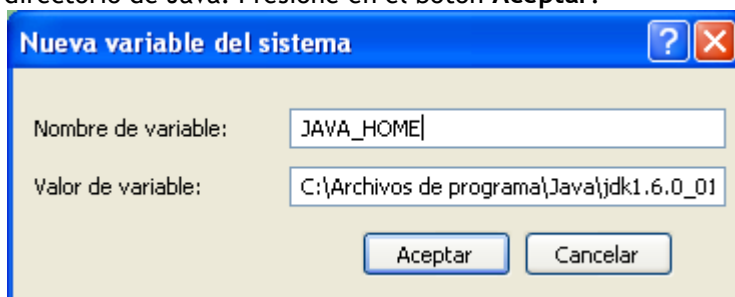 directorio de Java. Presione en el botón Aceptar.
Nueva variable del sistema
Nombre de variable: JAVA_HOME
Valor de variable: C:\Archivos de programa\Java\jdk1.6.0_01
Aceptar Cancelar